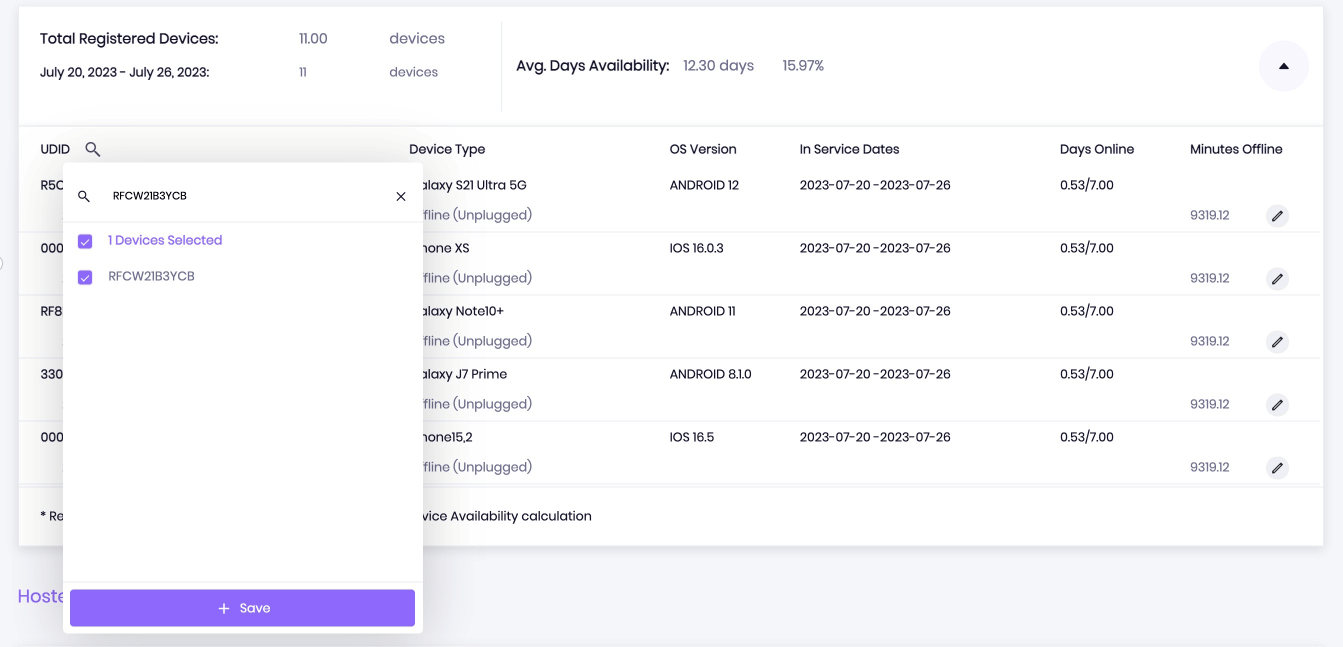 Total Registered Devices: 11.00 devices
July 20, 2023 - July 26, 2023: 11 devices
Avg. Days Availability: 12.30 days 15.97%
UDID Device Type OS Version In Service Dates Days Online Minutes Offline
R5C alaxy S21 Ultra 5G ANDROID 12 2023-07-20 -2023-07-26 0.53/7.00
RFCW21B3YCB
ffline (Unplugged) 9319.12
1 Devices Selected
000 hone XS IOS 16.0.3 2023-07-20 -2023-07-26 0.53/7.00
RFCW21B3YCB
ffline (Unplugged) 9319.12
RF8 alaxy Note10+ ANDROID 11 2023-07-20 -2023-07-26 0.53/7.00
ffline (Unplugged) 9319.12
330 alaxy J7 Prime ANDROID 8.1.0 2023-07-20 -2023-07-26 0.53/7.00
ffline (Unplugged) 9319.12
000 hone15,2 IOS 16.5 2023-07-20 -2023-07-26 0.53/7.00
ffline (Unplugged) 9319.12
* Re vice Availability calculation
Hoste
+ Save